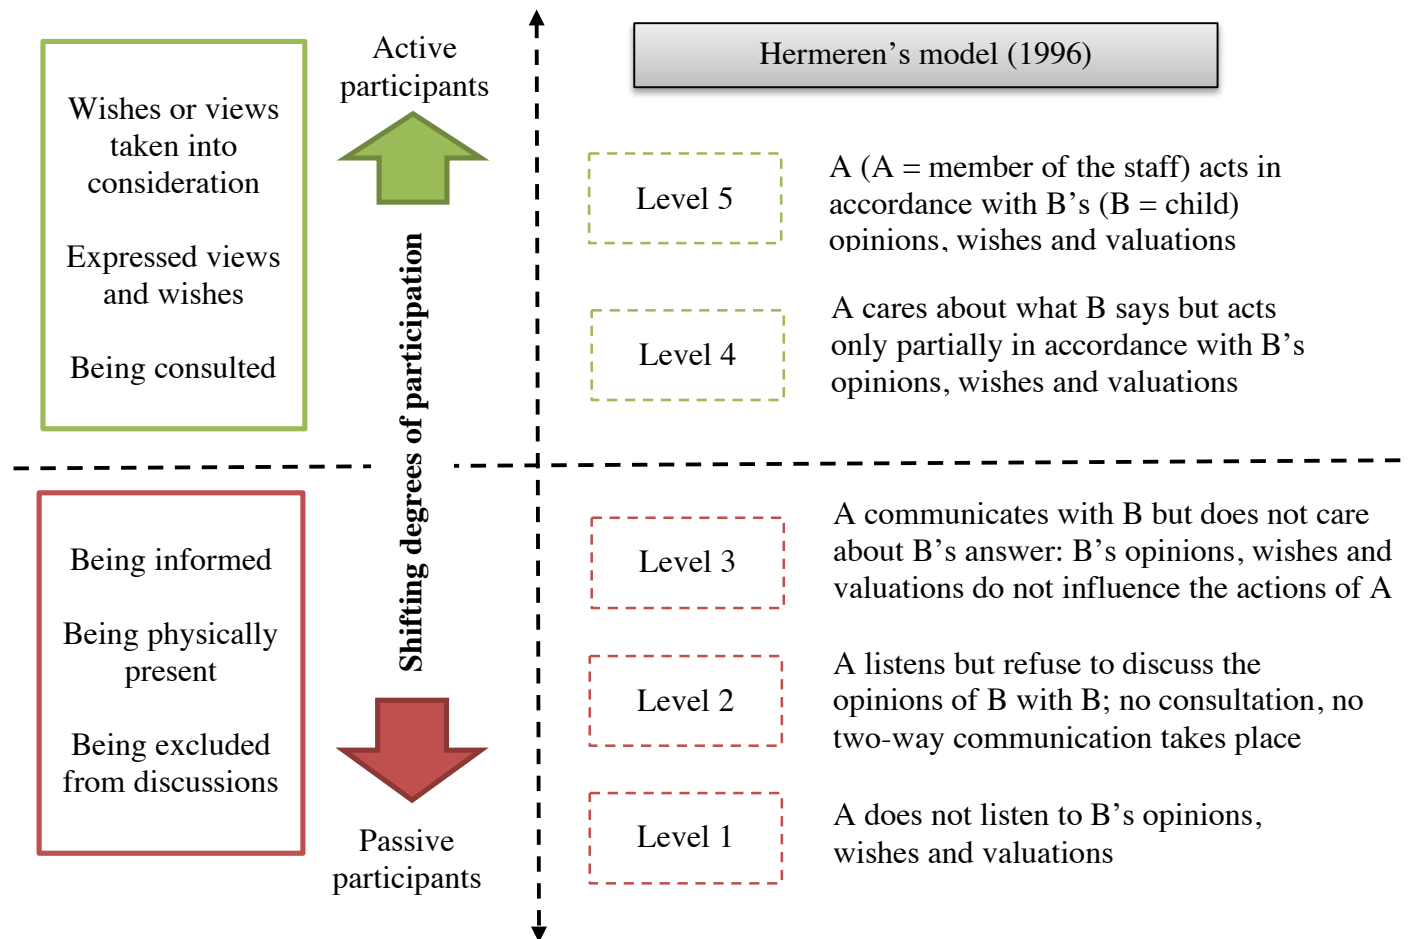 Active
participants
Wishes or views
taken into
consideration
Expressed views
and wishes
Being consulted
Shifting degrees of participation
Being informed
Being physically
present
Being excluded
from discussions
Passive
participants
Hermeren’s model (1996)
Level 5
A (A = member of the staff) acts in
accordance with B’s (B = child)
opinions, wishes and valuations
Level 4
A cares about what B says but acts
only partially in accordance with B’s
opinions, wishes and valuations
Level 3
A communicates with B but does not care
about B’s answer: B’s opinions, wishes and
valuations do not influence the actions of A
Level 2
A listens but refuse to discuss the
opinions of B with B; no consultation, no
two-way communication takes place
Level 1
A does not listen to B’s opinions,
wishes and valuations